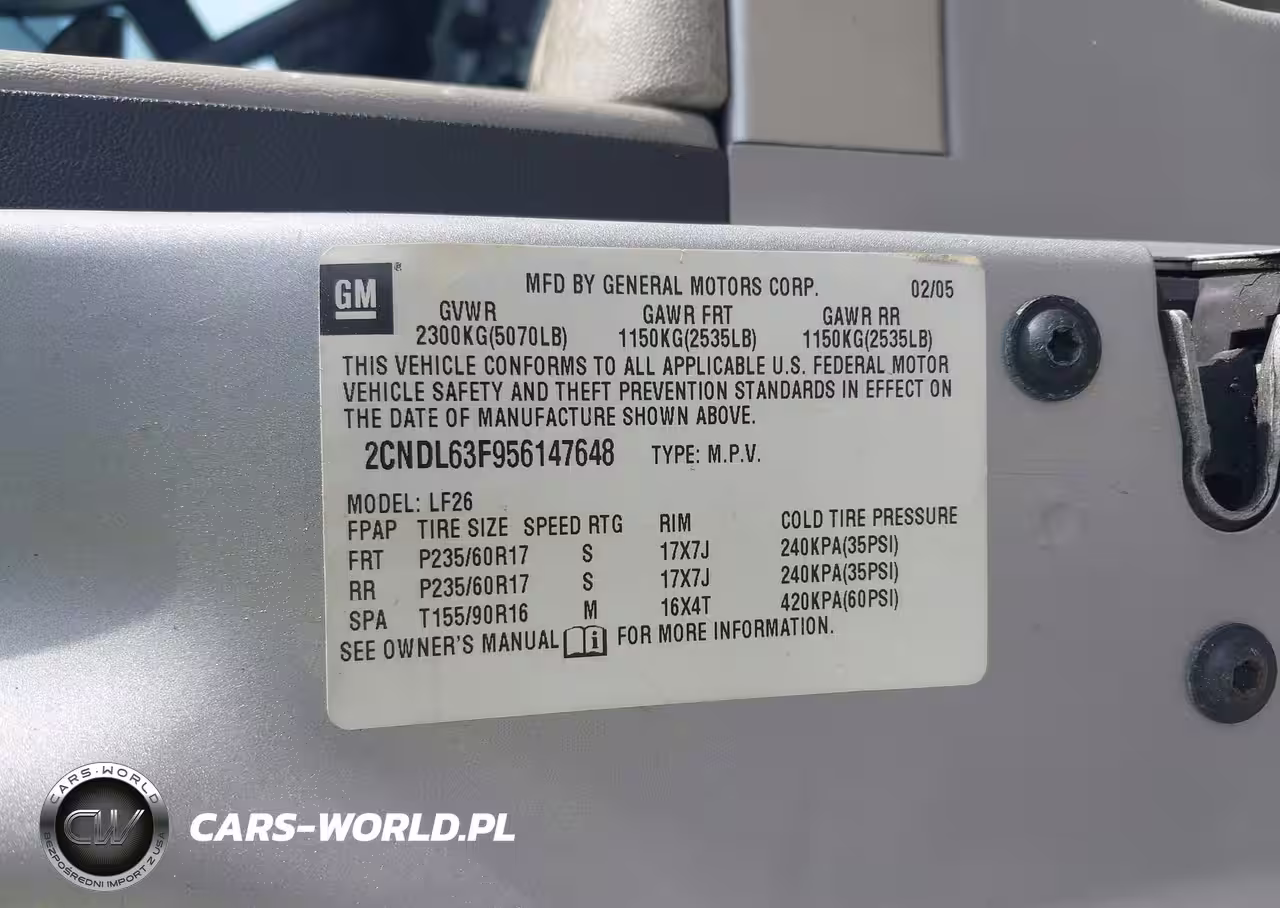 GM ®
MFD BY GENERAL MOTORS CORP. 02/05
GVWR GAWR FRT GAWR RR
2300KG(5070LB) 1150KG(2535LB) 1150KG(2535LB)
THIS VEHICLE CONFORMS TO ALL APPLICABLE U.S. FEDERAL MOTOR
VEHICLE SAFETY AND THEFT PREVENTION STANDARDS IN EFFECT ON
THE DATE OF MANUFACTURE SHOWN ABOVE.
2CNDL63F956147648 TYPE: M.P.V.
MODEL: LF26
FPAP TIRE SIZE SPEED RTG RIM COLD TIRE PRESSURE
FRT P235/60R17 S 17X7J 240KPA(35PSI)
RR P235/60R17 S 17X7J 240KPA(35PSI)
SPA T155/90R16 M 16X4T 420KPA(60PSI)
SEE OWNER'S MANUAL FOR MORE INFORMATION.
CARS-WORLD
CW
BEZPOŚREDNI IMPORT Z USA
CARS-WORLD.PL